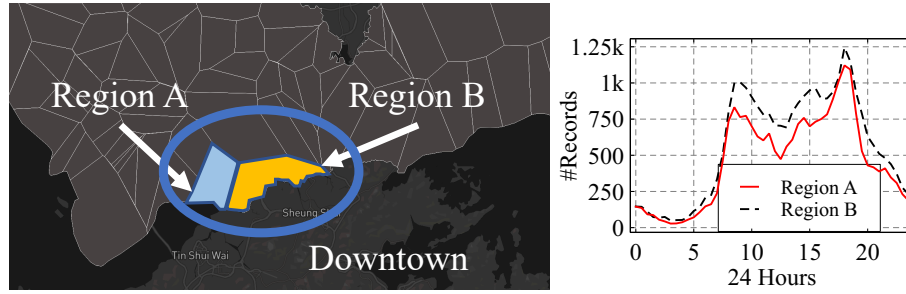 Region A
Region B
Sheung Shui
Tin Shui Wai
Downtown
#Records
1.25k
1k
750
500
250
0
Region A
Region B
0
5
10
15
20
24 Hours